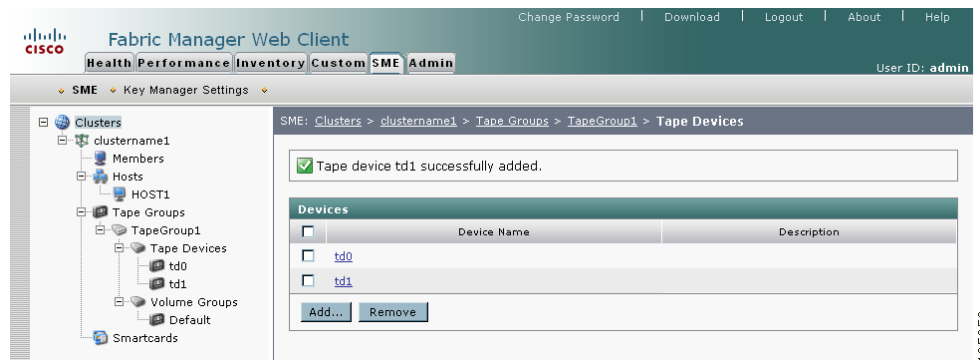 Change Password | Download | Logout | About | Help
CISCO
Fabric Manager Web Client
Health Performance Inventory Custom SME Admin
User ID: admin
SME Key Manager Settings
Clusters
clustername1
Members
Hosts
HOST1
Tape Groups
TapeGroup1
Tape Devices
td0
td1
Volume Groups
Default
Smartcards
SME: Clusters > clustername1 > Tape Groups > TapeGroup1 > Tape Devices
Tape device td1 successfully added.
Devices
Device Name Description
td0
td1
Add... Remove